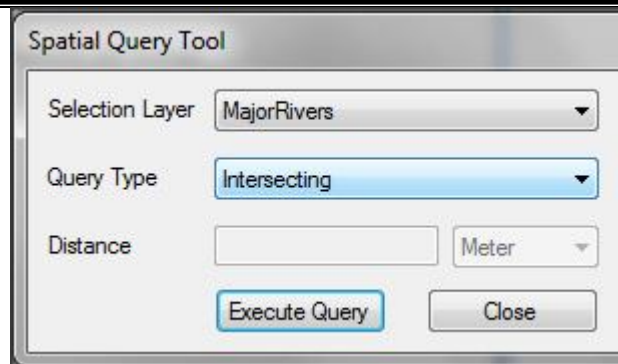 Spatial Query Tool
Selection Layer MajorRivers
Query Type Intersecting
Distance Meter
Execute Query Close